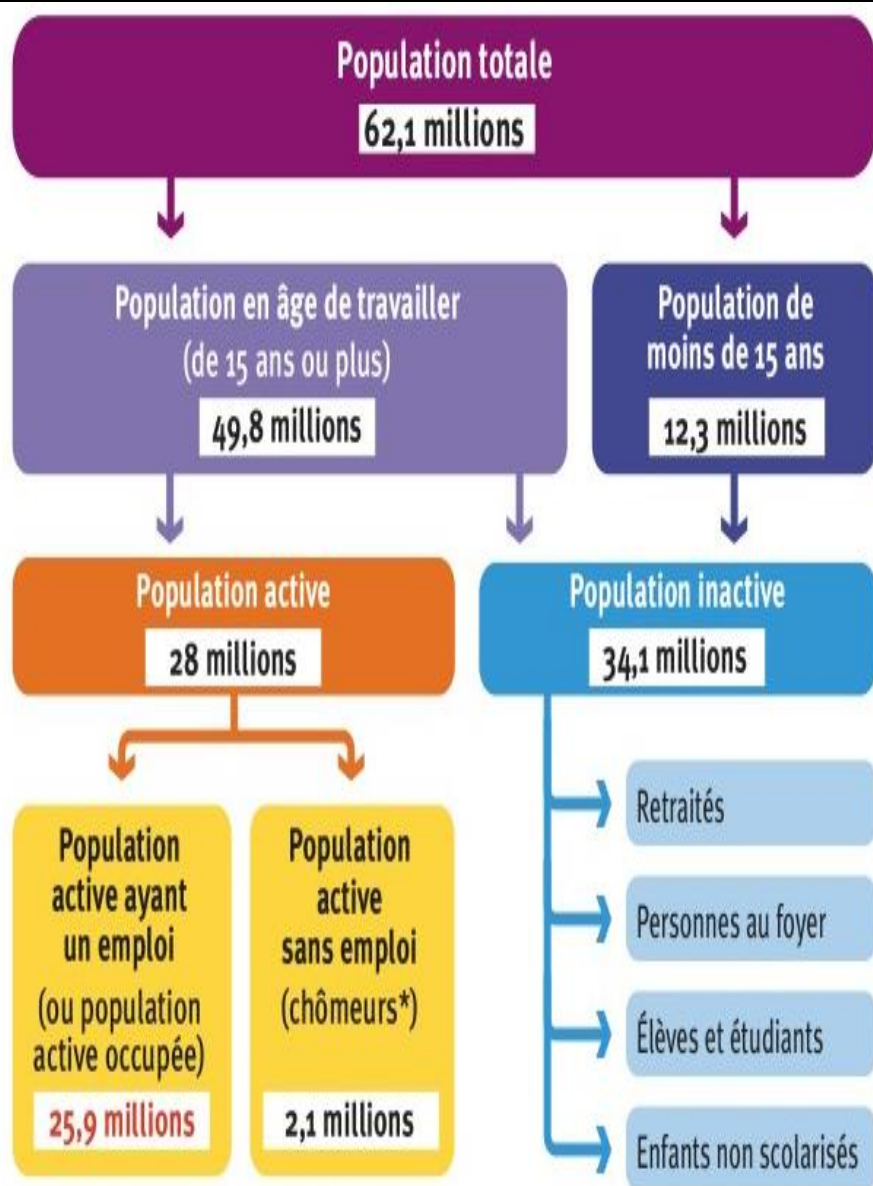 Population totale
62,1 millions
Population en âge de travailler
(de 15 ans ou plus)
49,8 millions
Population de
moins de 15 ans
12,3 millions
Population active
28 millions
Population inactive
34,1 millions
Population
active ayant
un emploi
(ou population
active occupée)
25,9 millions
Population
active
sans emploi
(chômeurs*)
2,1 millions
Retraités
Personnes au foyer
Élèves et étudiants
Enfants non scolarisés